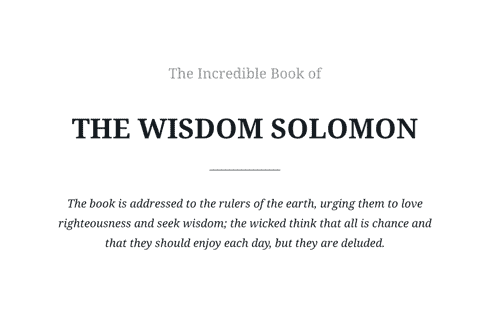 The Incredible Book of
THE WISDOM SOLOMON
The book is addressed to the rulers of the earth, urging them to love
righteousness and seek wisdom; the wicked think that all is chance and
that they should enjoy each day, but they are deluded.